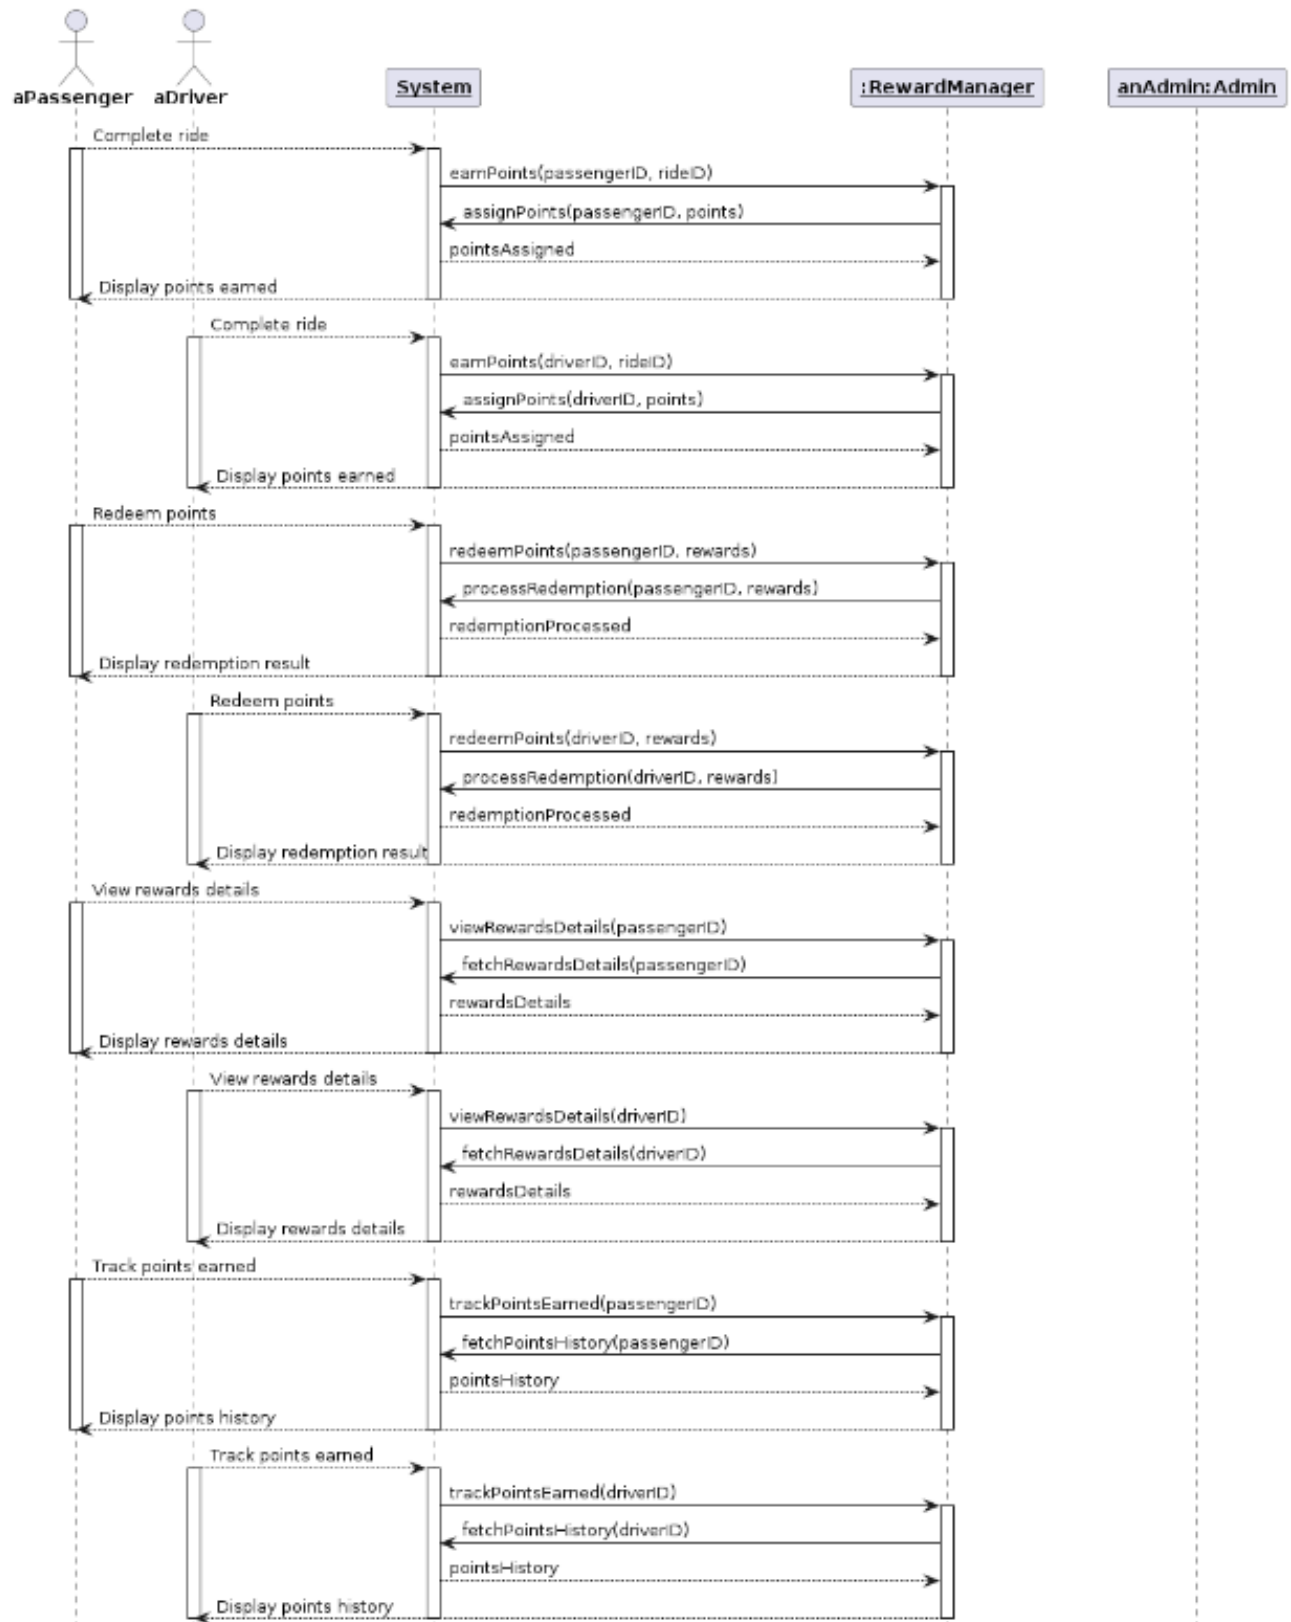 aPassenger
aDriver
System
:RewardManager
anAdmin:Admin
Complete ride
earnPoints(passengerID, rideID)
assignPoints(passengerID, points)
pointsAssigned
Display points earned
Complete ride
earnPoints(driverID, rideID)
assignPoints(driverID, points)
pointsAssigned
Display points earned
Redeem points
redeemPoints(passengerID, rewards)
processRedemption(passengerID, rewards)
redemptionProcessed
Display redemption result
Redeem points
redeemPoints(driverID, rewards)
processRedemption(driverID, rewards)
redemptionProcessed
Display redemption result
View rewards details
viewRewardsDetails(passengerID)
fetchRewardsDetails(passengerID)
rewardsDetails
Display rewards details
View rewards details
viewRewardsDetails(driverID)
fetchRewardsDetails(driverID)
rewardsDetails
Display rewards details
Track points earned
trackPointsEarned(passengerID)
fetchPointsHistory(passengerID)
pointsHistory
Display points history
Track points earned
trackPointsEarned(driverID)
fetchPointsHistory(driverID)
pointsHistory
Display points history